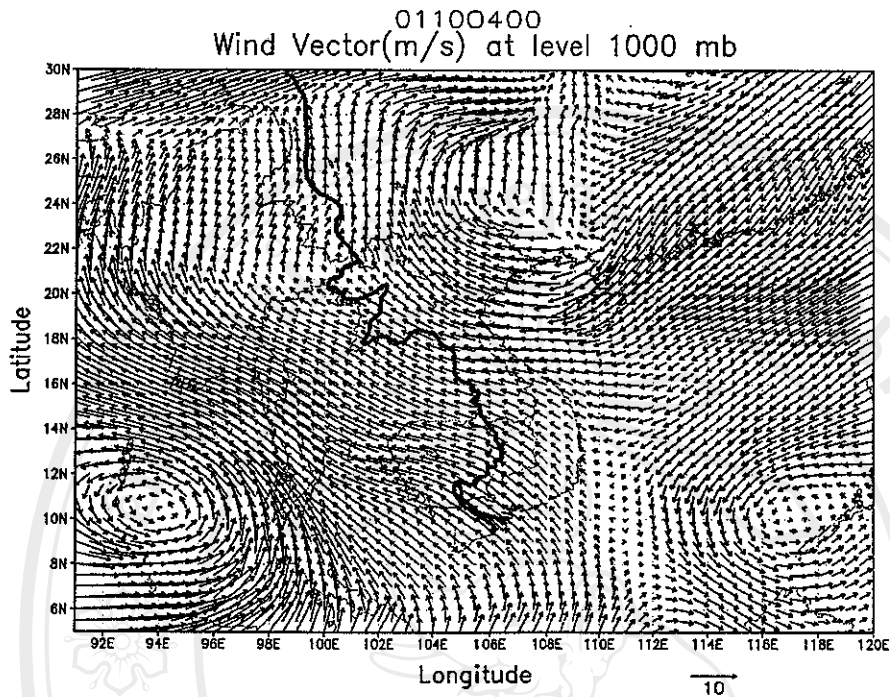 01100400
Wind Vector(m/s) at level 1000 mb
30N
28N
26N
24N
22N
20N
18N
16N
14N
12N
10N
8N
6N
Latitude
92E 94E 96E 98E 100E 102E 104E 106E 108E 110E 112E 114E 116E 118E 120E
Longitude
10